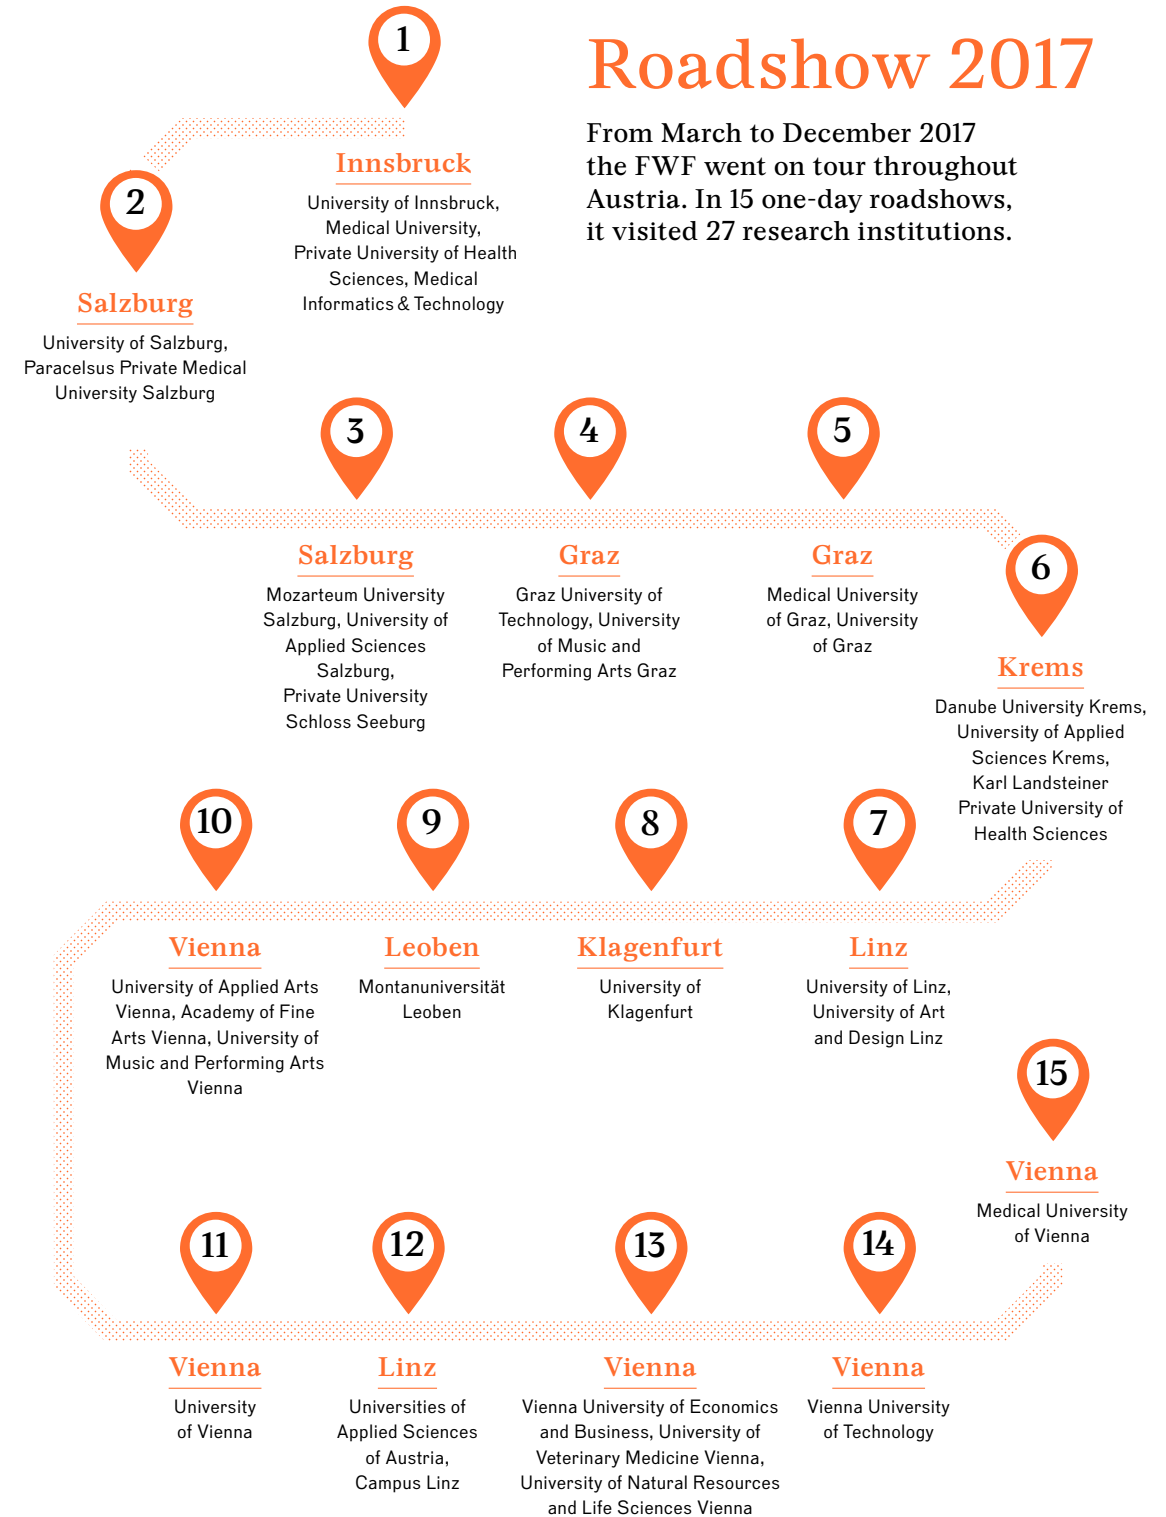 Roadshow 2017
From March to December 2017
the FWF went on tour throughout
Austria. In 15 one-day roadshows,
it visited 27 research institutions.
1
Innsbruck
University of Innsbruck,
Medical University,
Private University of Health
Sciences, Medical
Informatics & Technology
2
Salzburg
University of Salzburg,
Paracelsus Private Medical
University Salzburg
3
Salzburg
Mozarteum University
Salzburg, University of
Applied Sciences
Salzburg,
Private University
Schloss Seeburg
4
Graz
Graz University of
Technology, University
of Music and
Performing Arts Graz
5
Graz
Medical University
of Graz, University
of Graz
6
Krems
Danube University Krems,
University of Applied
Sciences Krems,
Karl Landsteiner
Private University of
Health Sciences
7
Linz
University of Linz,
University of Art
and Design Linz
8
Klagenfurt
University of
Klagenfurt
9
Leoben
Montanuniversität
Leoben
10
Vienna
University of Applied Arts
Vienna, Academy of Fine
Arts Vienna, University of
Music and Performing Arts
Vienna
11
Vienna
University
of Vienna
12
Linz
Universities of
Applied Sciences
of Austria,
Campus Linz
13
Vienna
Vienna University of Economics
and Business, University of
Veterinary Medicine Vienna,
University of Natural Resources
and Life Sciences Vienna
14
Vienna
Vienna University
of Technology
15
Vienna
Medical University
of Vienna